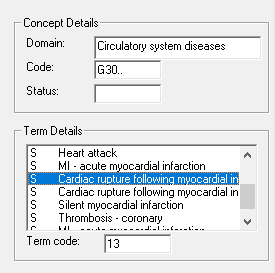 Concept Details
Domain: Circulatory system diseases
Code: G30..
Status:
Term Details
S Heart attack
S MI - acute myocardial infarction
S Cardiac rupture following myocardial in
S Cardiac rupture following myocardial in
S Silent myocardial infarction
S Thrombosis - coronary
S MI - acute myocardial infarction
Term code: 13